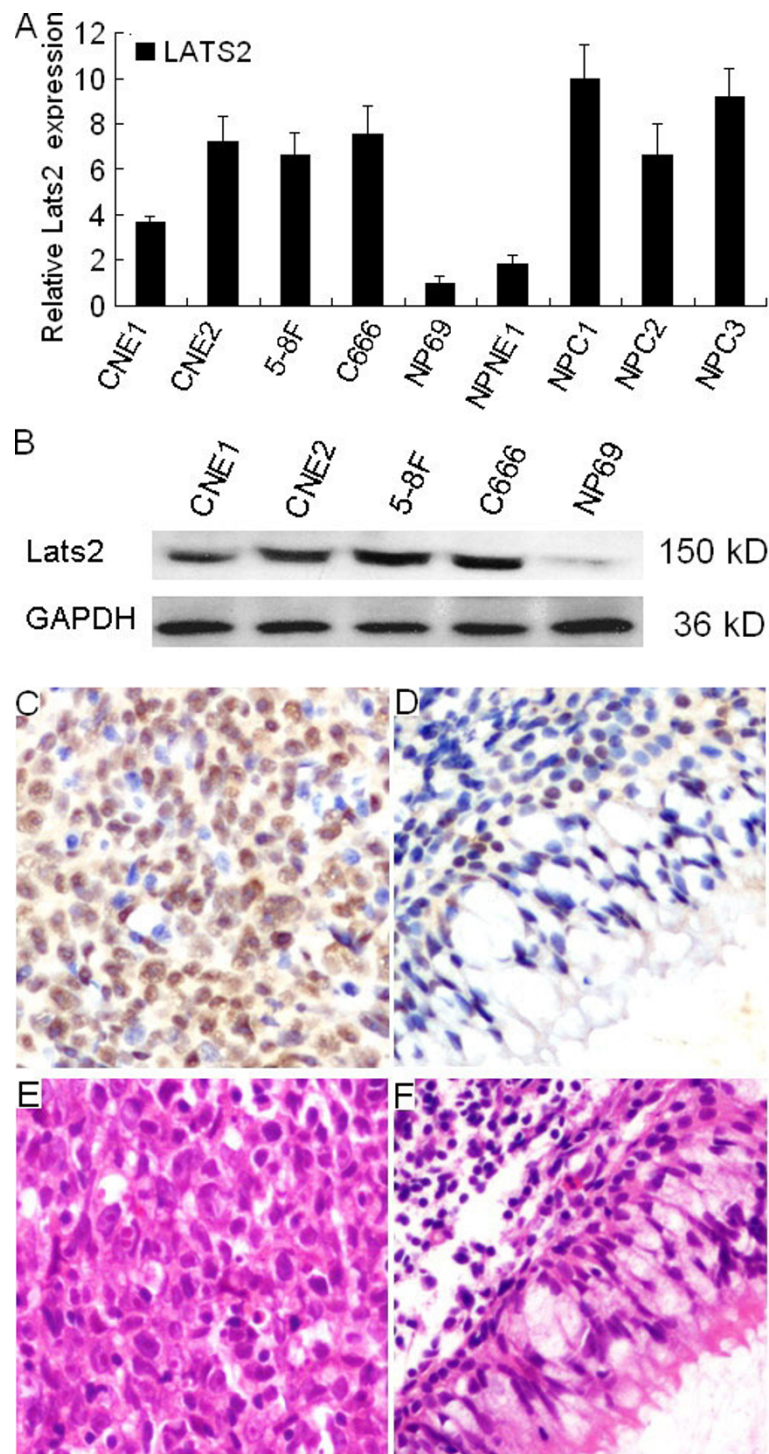 A
Relative Lats2 expression
LATS2
12
10
8
6
4
2
0
CNE1
CNE2
5-8F
C666
NP69
NPNE1
NPC1
NPC2
NPC3
B
CNE1
CNE2
5-8F
C666
NP69
Lats2
150 kD
GAPDH
36 kD
C
D
E
F